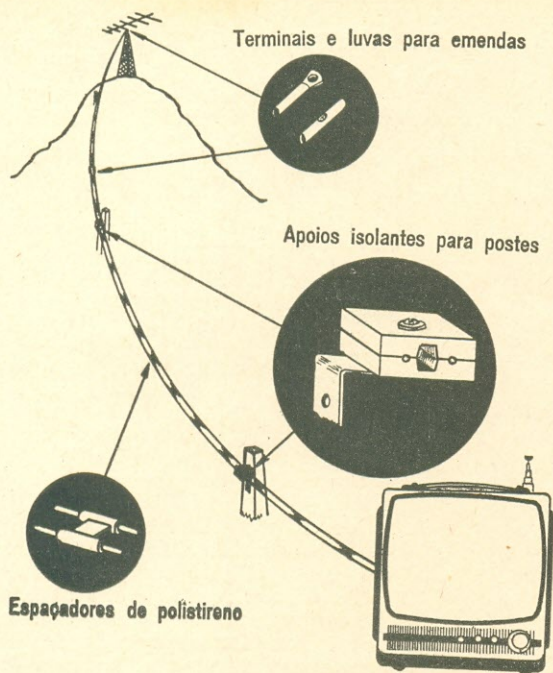 Terminais e luvas para emendas
Apoios isolantes para postes
Espaçadores de polistireno